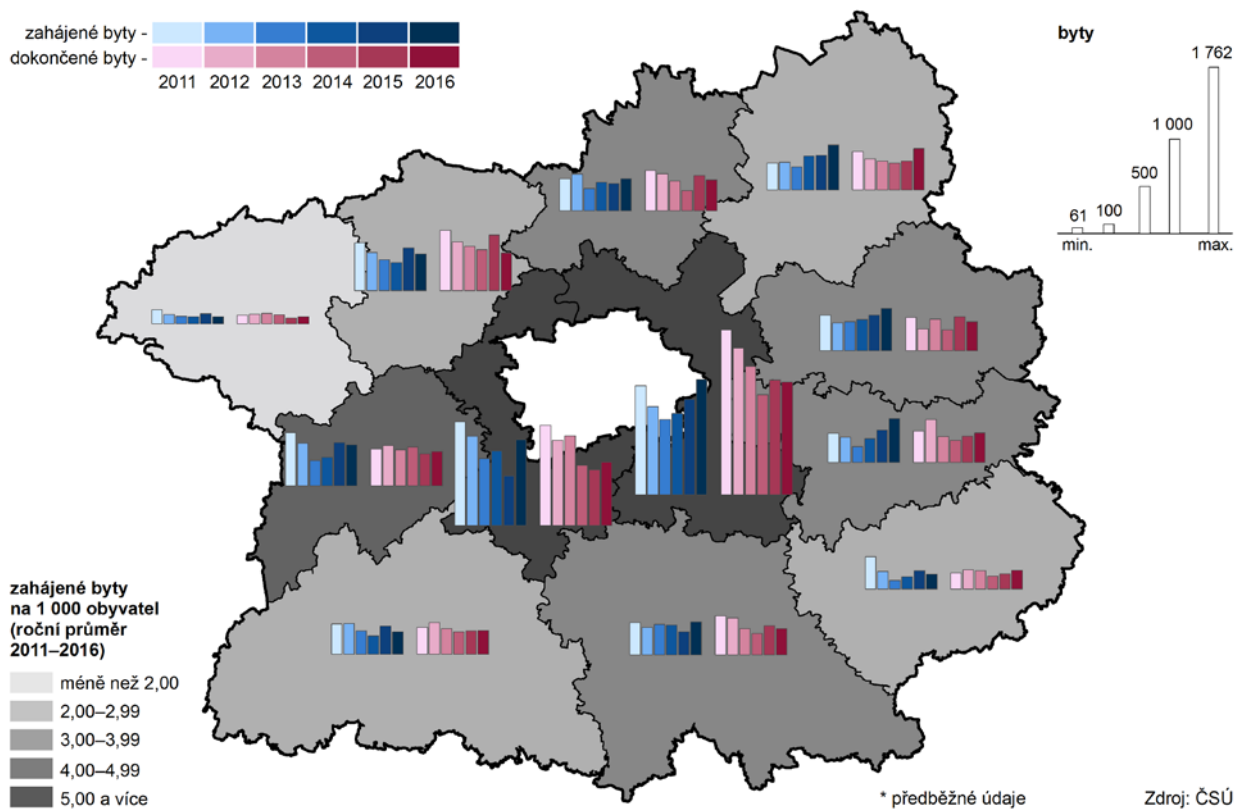 zahájené byty -
dokončené byty -
2011 2012 2013 2014 2015 2016
byty
1 762
1 000
500
100
61
min.
max.
zahájené byty
na 1 000 obyvatel
(roční průměr
2011–2016)
méně než 2,00
2,00–2,99
3,00–3,99
4,00–4,99
5,00 a více
* předběžné údaje
Zdroj: ČSÚ